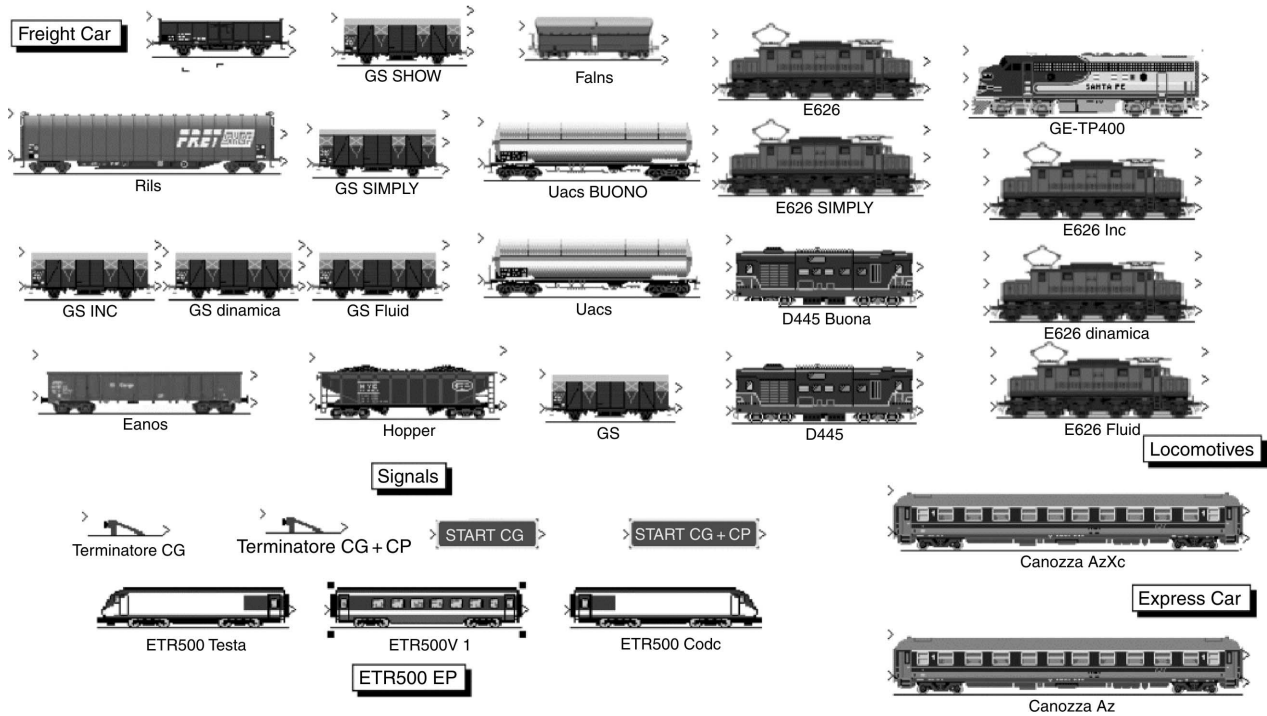 Freight Car
GS SHOW
Falns
E626
SANTA FE
GE-TP400
FRET
Rils
GS SIMPLY
Uacs BUONO
E626 SIMPLY
E626 Inc
GS INC
GS dinamica
GS Fluid
Uacs
D445 Buona
E626 dinamica
Eanos
Hopper
GS
D445
E626 Fluid
Locomotives
Signals
Terminatore CG
Terminatore CG + CP
START CG
START CG + CP
Canozza AzXc
ETR500 Testa
ETR500V 1
ETR500 Codc
Express Car
ETR500 EP
Canozza Az